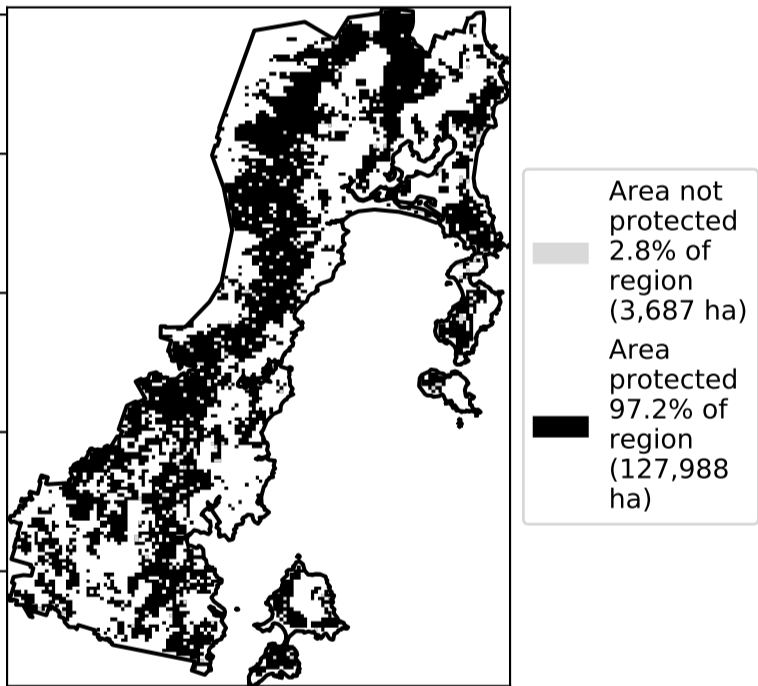 Area not
protected
2.8% of
region
(3,687 ha)
Area
protected
97.2% of
region
(127,988
ha)